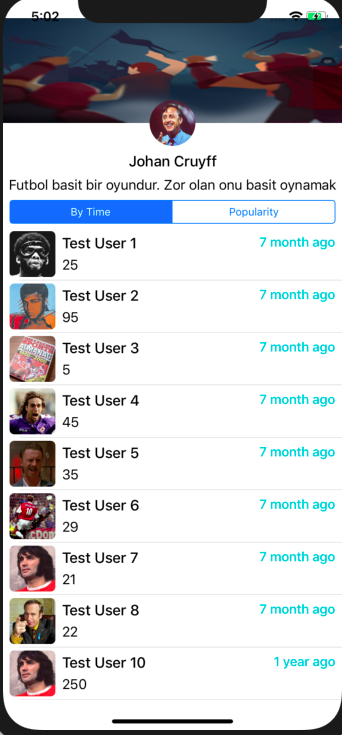 5:02
Johan Cruyff
Futbol basit bir oyundur. Zor olan onu basit oynamak
By Time
Popularity
Test User 1
7 month ago
25
Test User 2
7 month ago
95
Test User 3
7 month ago
5
Test User 4
7 month ago
45
Test User 5
7 month ago
35
Test User 6
7 month ago
29
Test User 7
7 month ago
21
Test User 8
7 month ago
22
Test User 10
1 year ago
250